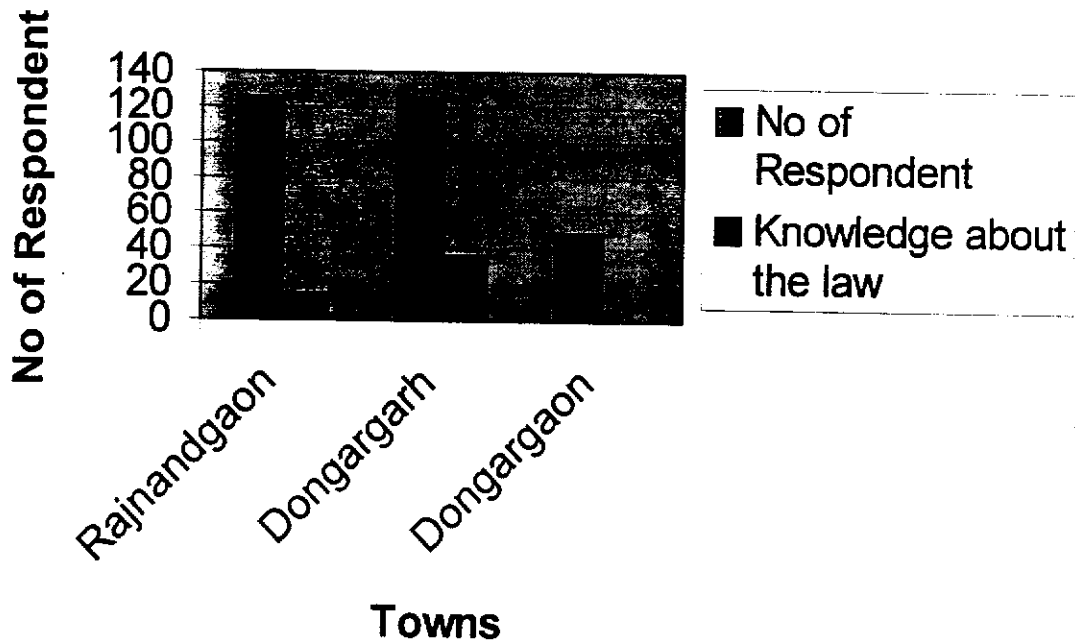 No of Respondent
140
120
100
80
60
40
20
0
Rajnandgaon
Dongargarh
Dongargaon
Towns
No of
Respondent
Knowledge about
the law